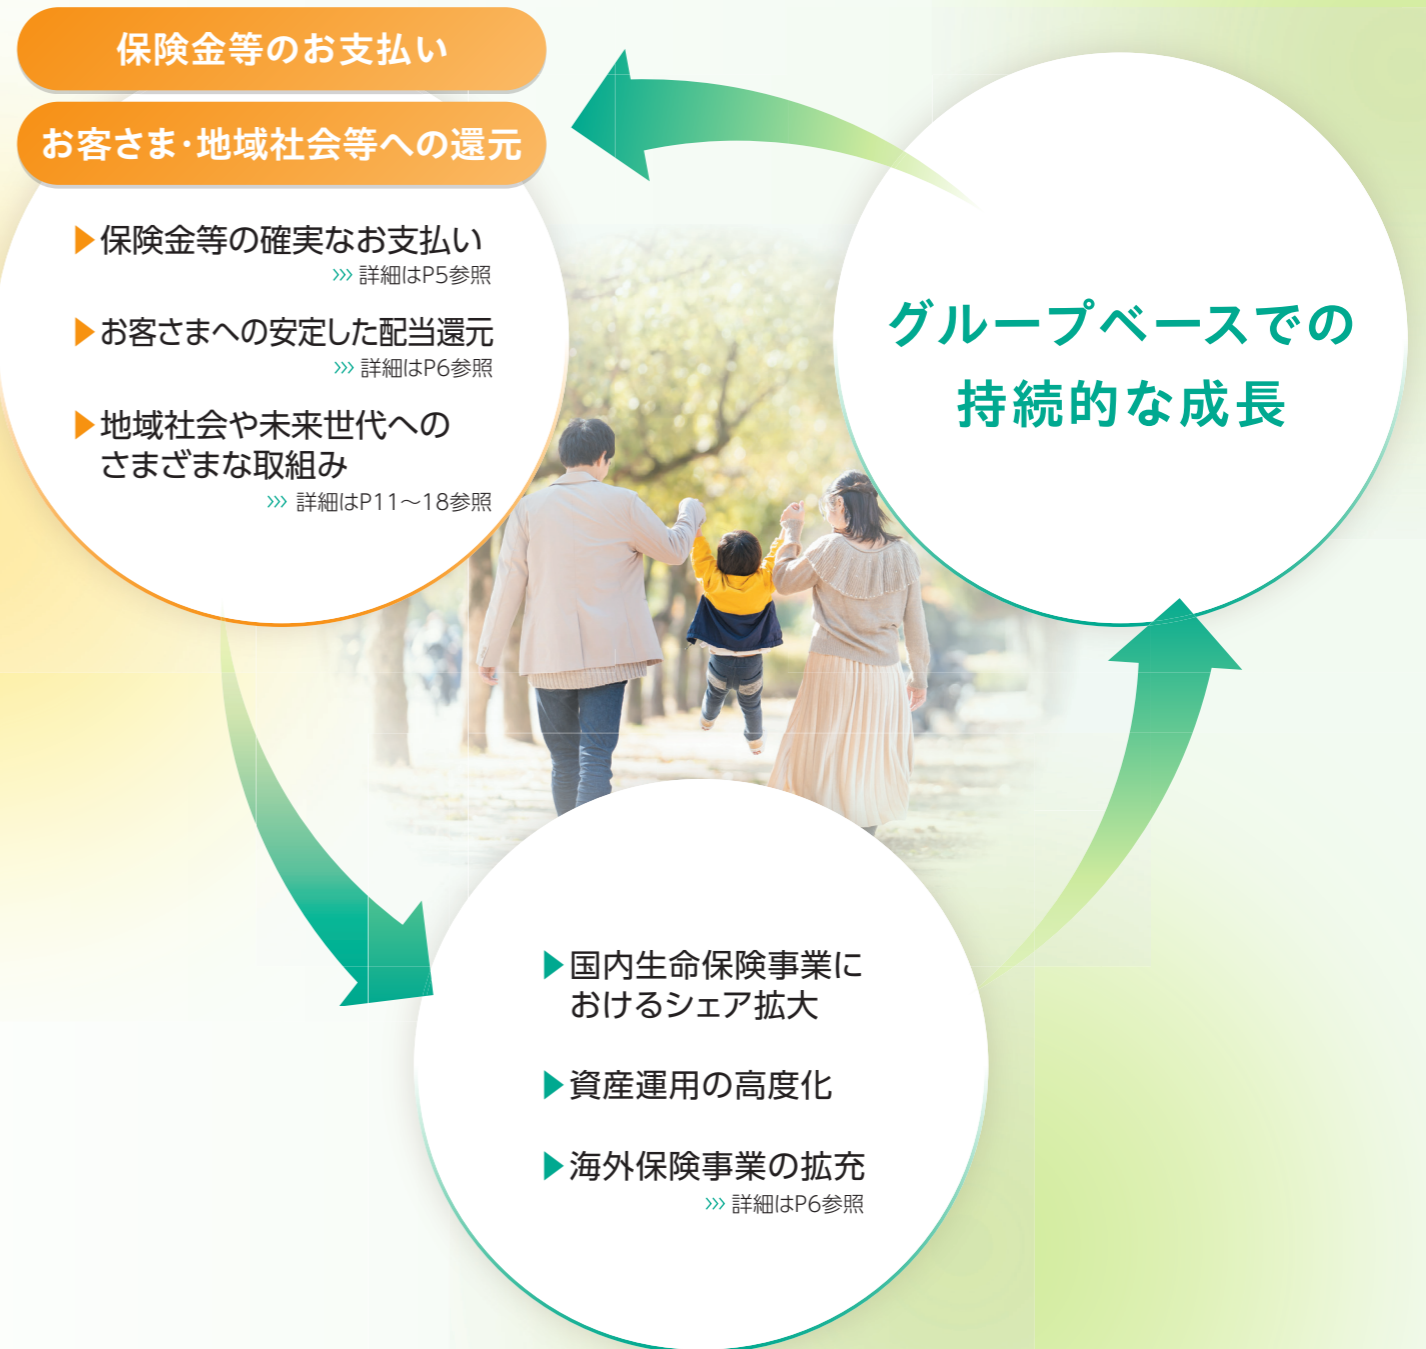 保険金等のお支払い
お客さま・地域社会等への還元
▶保険金等の確実なお支払い
>>> 詳細はP5参照
▶お客さまへの安定した配当還元
>>> 詳細はP6参照
▶地域社会や未来世代への
さまざまな取組み
>>> 詳細はP11~18参照
グループベースでの
持続的な成長
▶国内生命保険事業に
おけるシェア拡大
▶資産運用の高度化
▶海外保険事業の拡充
>>> 詳細はP6参照